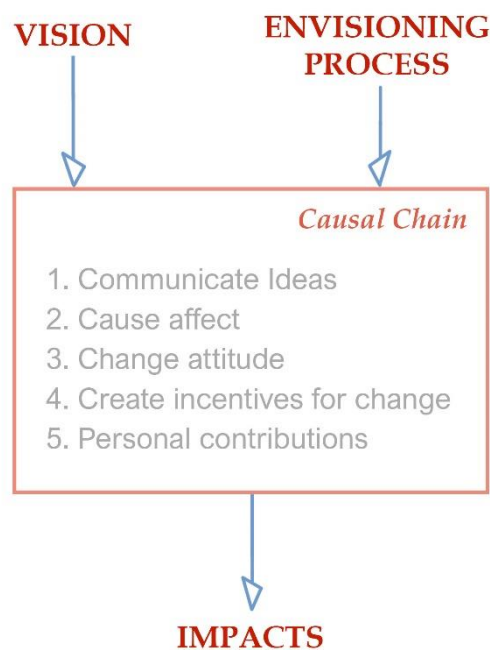 VISION
ENVISIONING
PROCESS
Causal Chain
1. Communicate Ideas
2. Cause affect
3. Change attitude
4. Create incentives for change
5. Personal contributions
IMPACTS